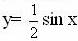 y= 1/2 sin x